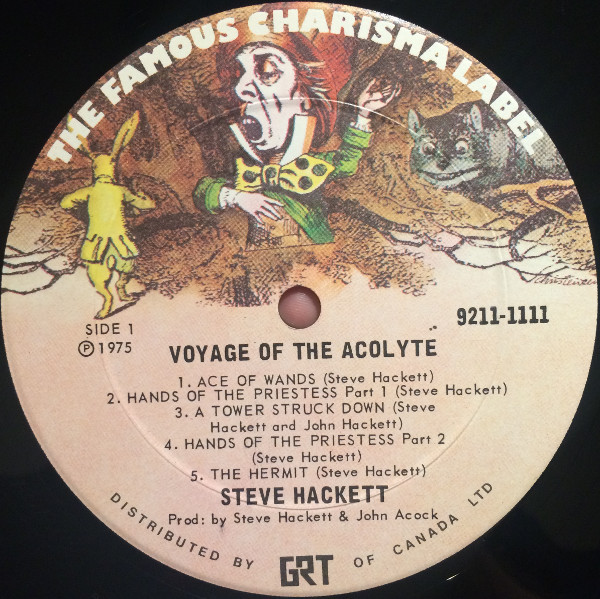 THE FAMOUS CHARISMA LABEL
SIDE 1
℗ 1975
9211-1111
VOYAGE OF THE ACOLYTE
1. ACE OF WANDS (Steve Hackett)
2. HANDS OF THE PRIESTESS Part 1 (Steve Hackett)
3. A TOWER STRUCK DOWN (Steve
Hackett and John Hackett)
4. HANDS OF THE PRIESTESS Part 2
(Steve Hackett)
5. THE HERMIT (Steve Hackett)
STEVE HACKETT
Prod: by Steve Hackett & John Acock
DISTRIBUTED BY GRT OF CANADA LTD